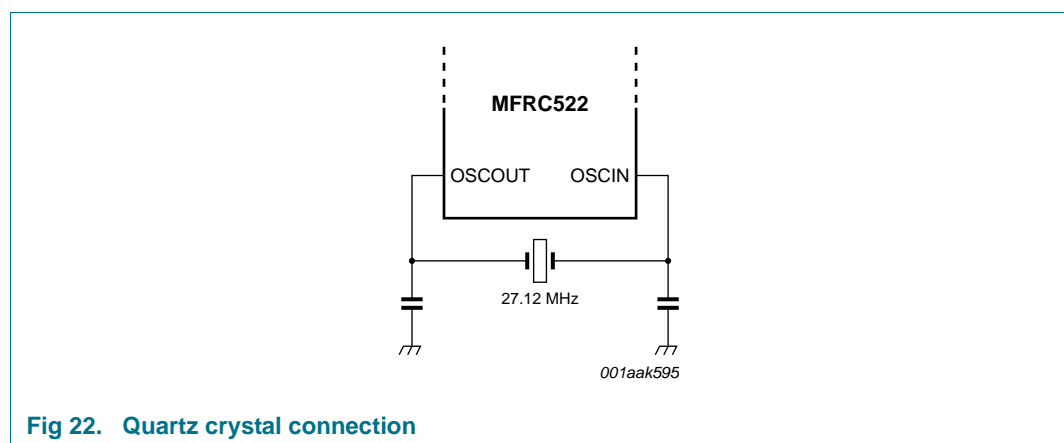 MFRC522
OSCOUT OSCIN
27.12 MHz
001aak595
Fig 22. Quartz crystal connection